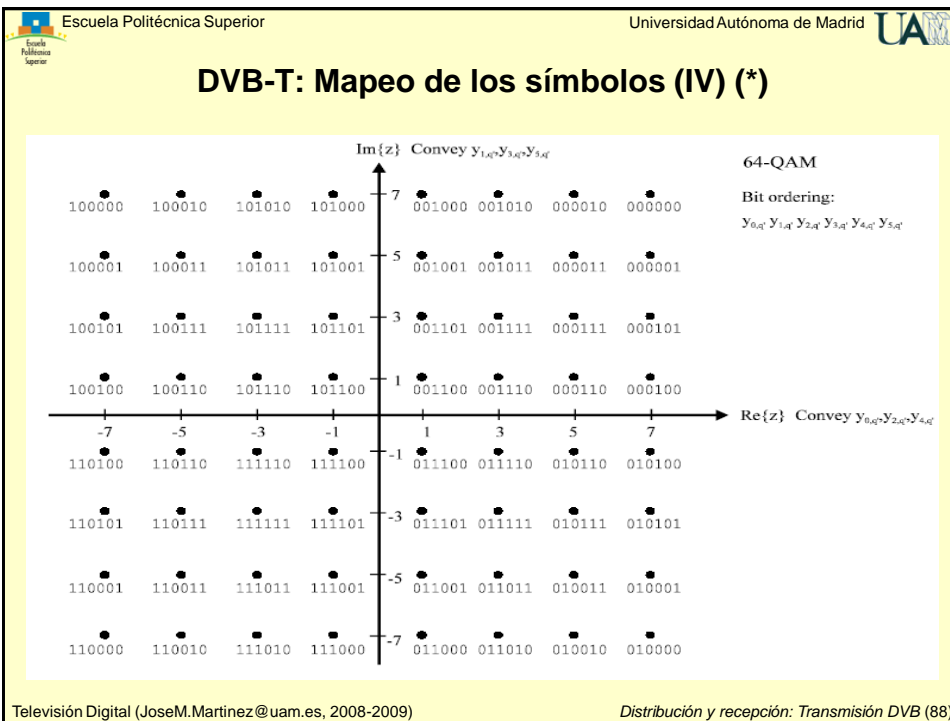 Escuela Politécnica Superior
Universidad Autónoma de Madrid
UAM
Escuela
Politécnica
Superior
DVB-T: Mapeo de los símbolos (IV) (*)
Im{z} Convey y1,q',y3,q',y5,q'
64-QAM
Bit ordering:
y0,q' y1,q' y2,q' y3,q' y4,q' y5,q'
7
100000 100010 101010 101000 001000 001010 000010 000000
5
100001 100011 101011 101001 001001 001011 000011 000001
3
100101 100111 101111 101101 001101 001111 000111 000101
1
100100 100110 101110 101100 001100 001110 000110 000100
Re{z} Convey y0,q',y2,q',y4,q'
-7 -5 -3 -1 1 3 5 7
-1
110100 110110 111110 111100 011100 011110 010110 010100
-3
110101 110111 111111 111101 011101 011111 010111 010101
-5
110001 110011 111011 111001 011001 011011 010011 010001
-7
110000 110010 111010 111000 011000 011010 010010 010000
Televisión Digital (JoseM.Martinez@uam.es, 2008-2009)
Distribución y recepción: Transmisión DVB (88)